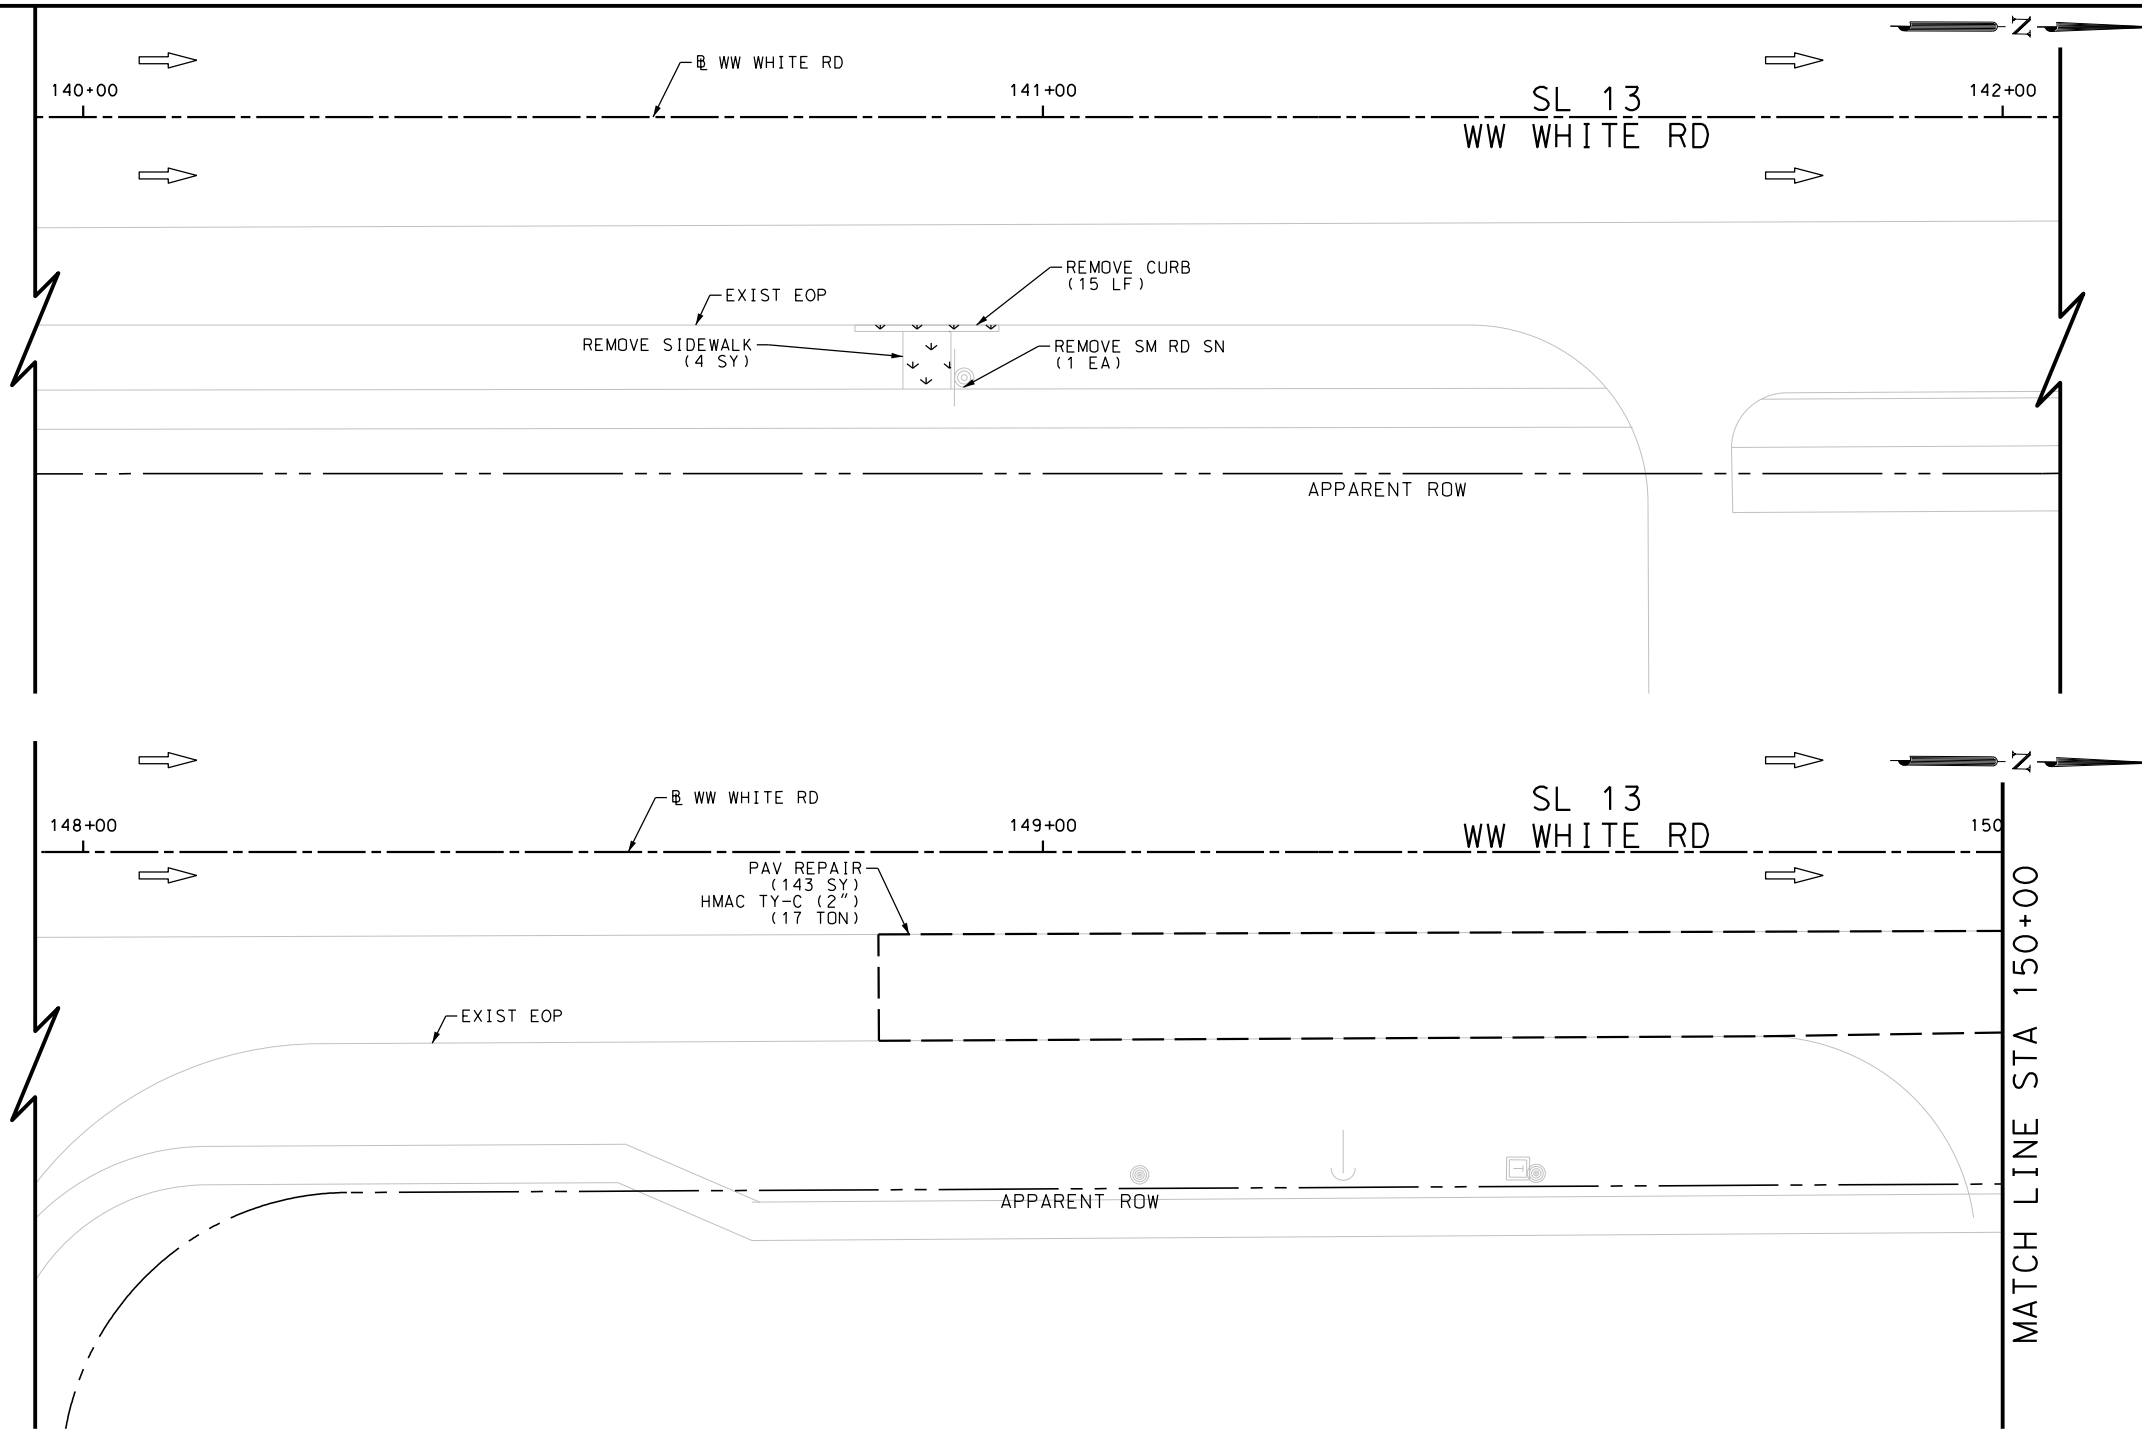 N
℄ WW WHITE RD
140+00
141+00
142+00
SL 13
WW WHITE RD
REMOVE CURB
(15 LF)
EXIST EOP
REMOVE SIDEWALK
(4 SY)
REMOVE SM RD SN
(1 EA)
APPARENT ROW
N
℄ WW WHITE RD
148+00
149+00
150
SL 13
WW WHITE RD
PAV REPAIR
(143 SY)
HMAC TY-C (2")
(17 TON)
EXIST EOP
APPARENT ROW
MATCH LINE STA 150+00